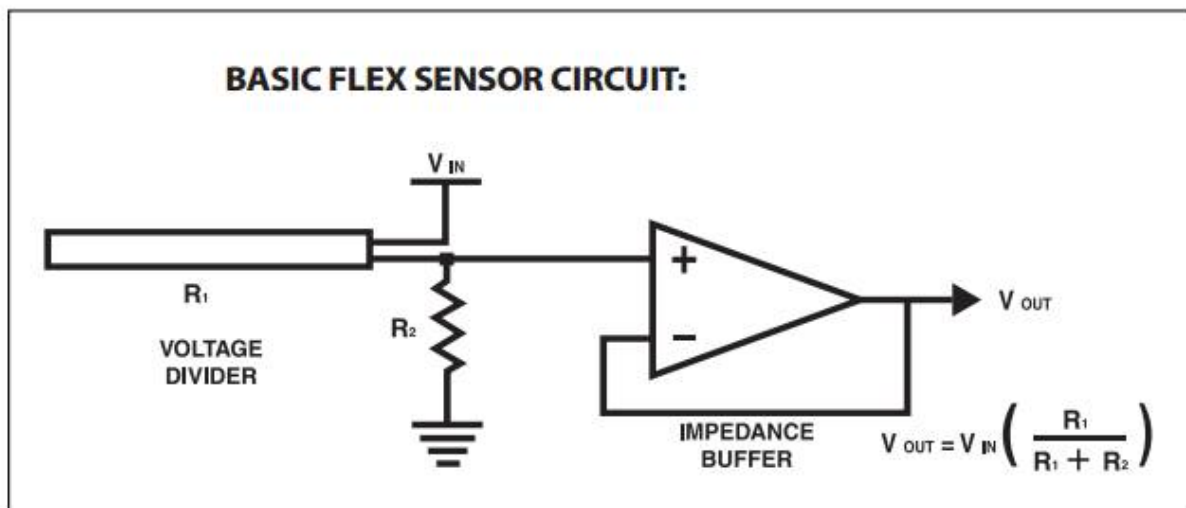 BASIC FLEX SENSOR CIRCUIT:
V IN
R₁
R₂
VOLTAGE
DIVIDER
+
−
V OUT
IMPEDANCE
BUFFER
V OUT = V IN ( R₁ / R₁ + R₂ )